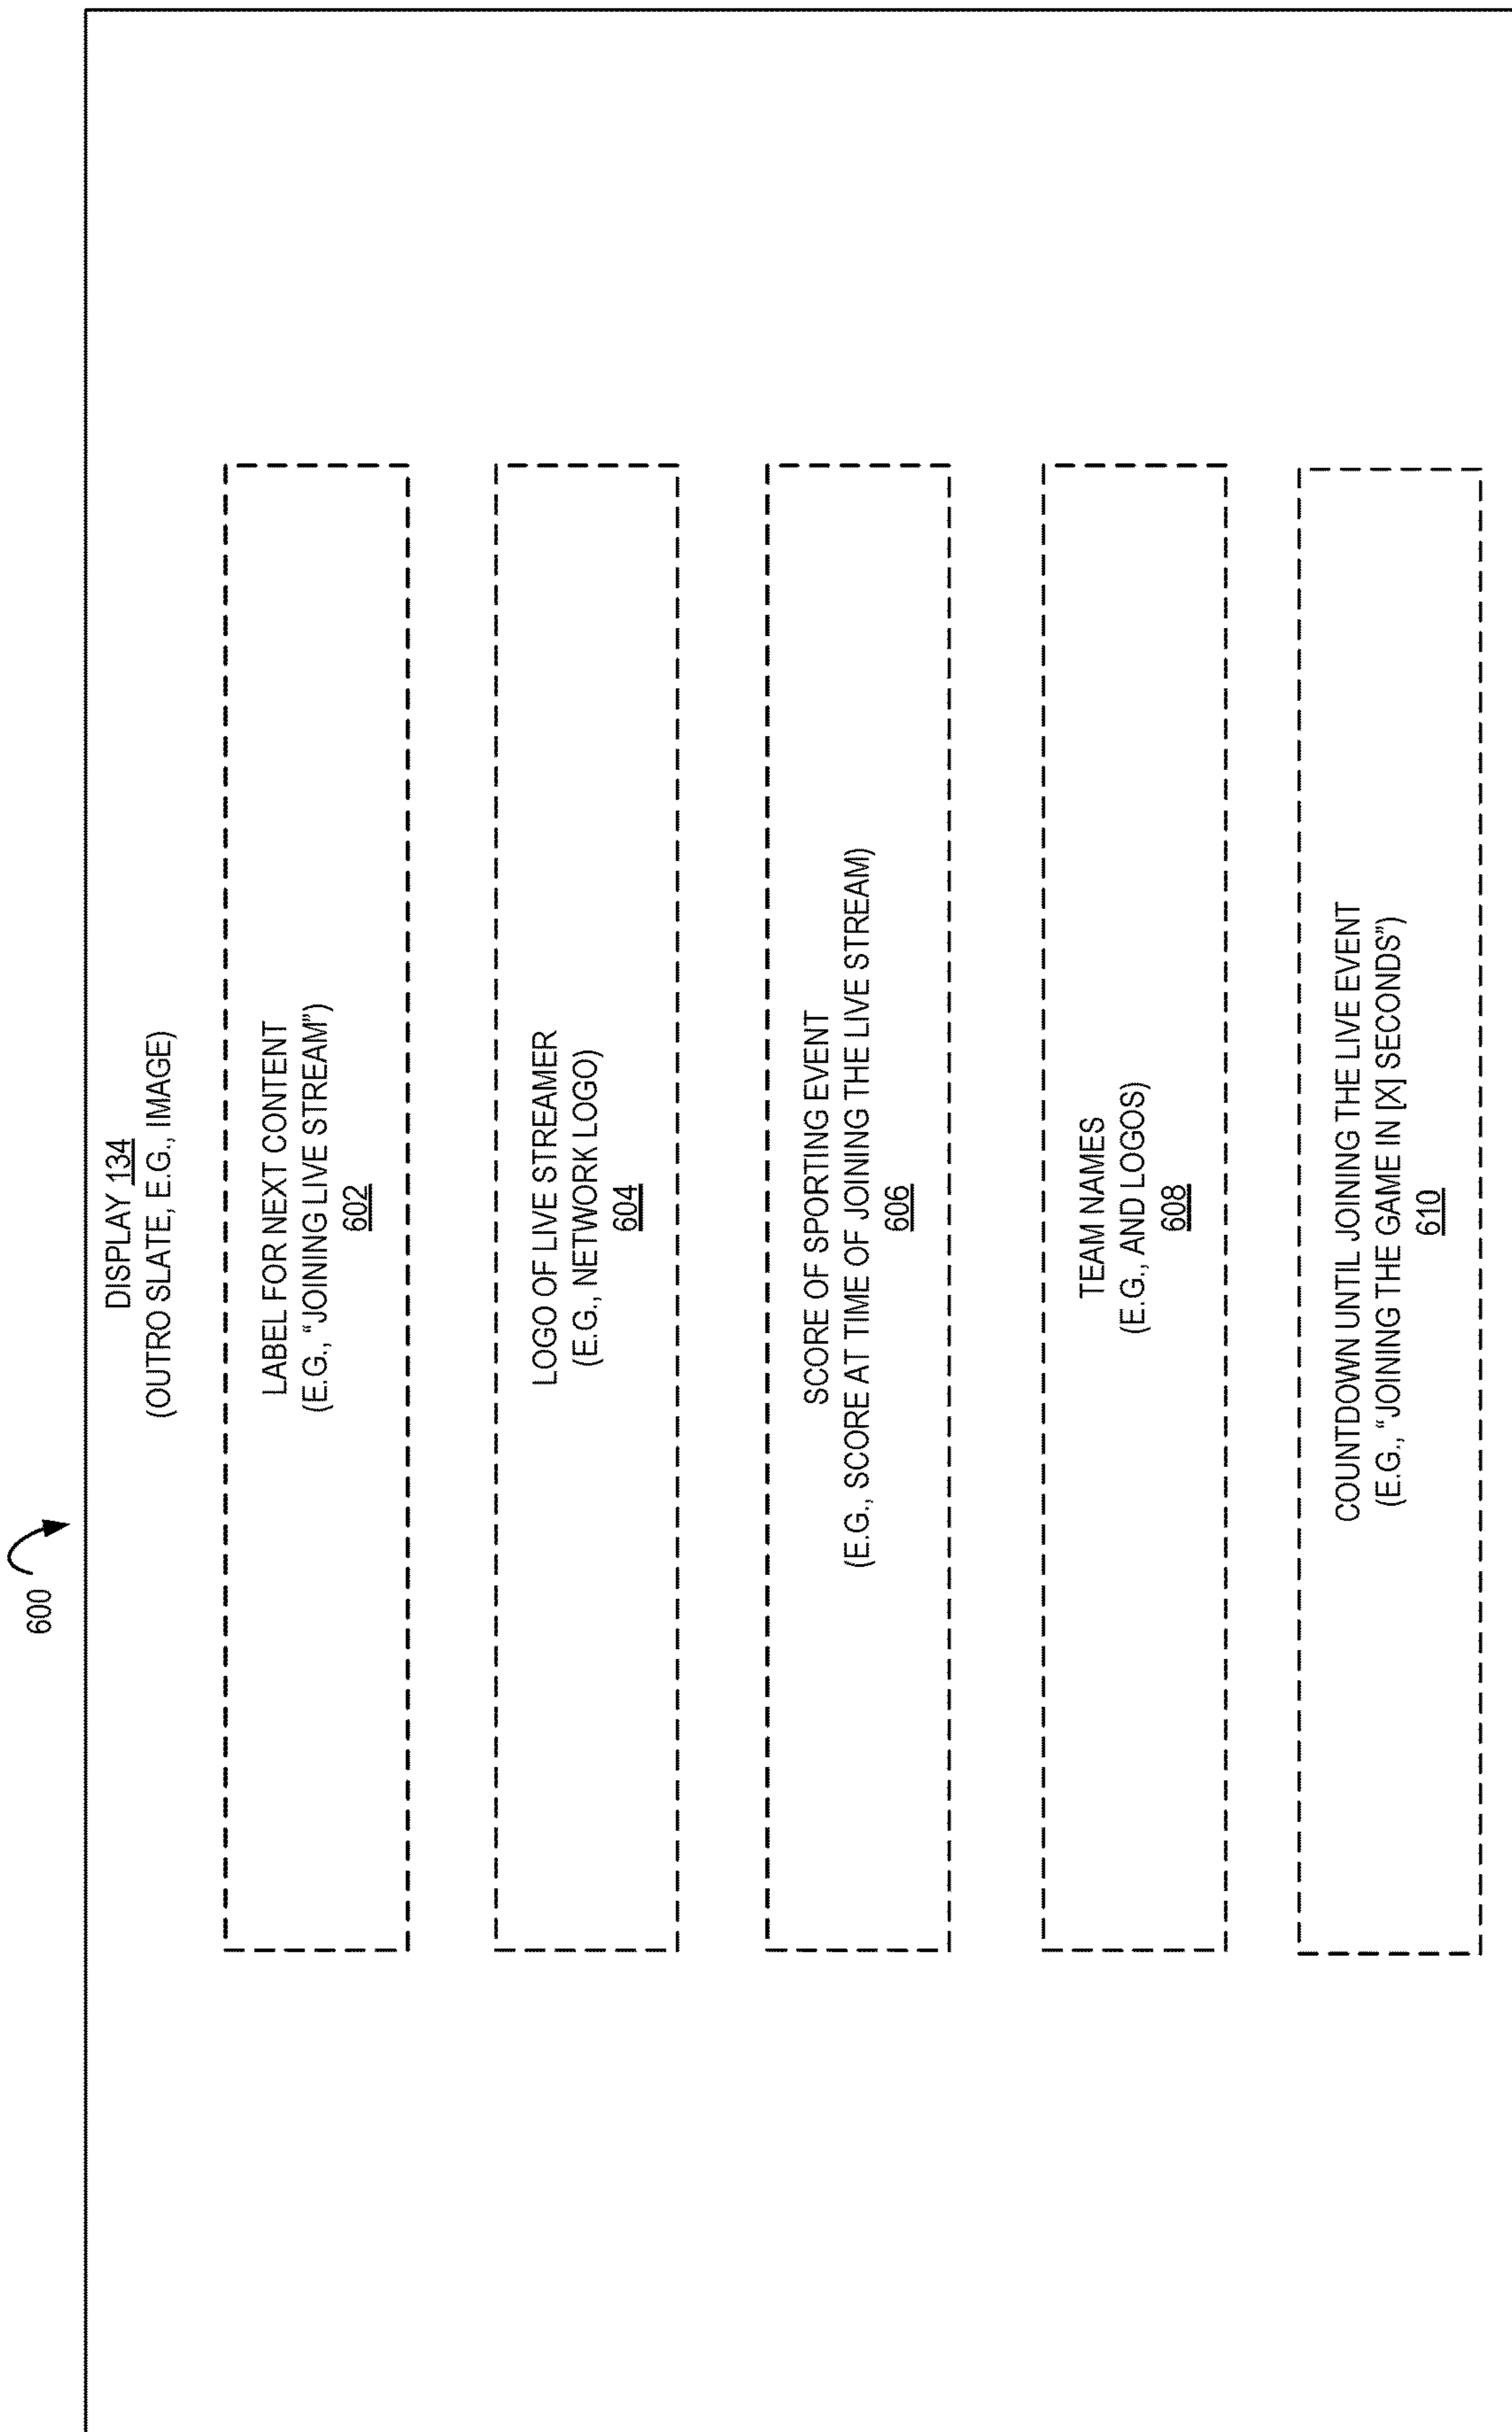 600
DISPLAY 134
(OUTRO SLATE, E.G., IMAGE)
LABEL FOR NEXT CONTENT
(E.G., “JOINING LIVE STREAM”)
602
LOGO OF LIVE STREAMER
(E.G., NETWORK LOGO)
604
SCORE OF SPORTING EVENT
(E.G., SCORE AT TIME OF JOINING THE LIVE STREAM)
606
TEAM NAMES
(E.G., AND LOGOS)
608
COUNTDOWN UNTIL JOINING THE LIVE EVENT
(E.G., “JOINING THE GAME IN [X] SECONDS”)
610